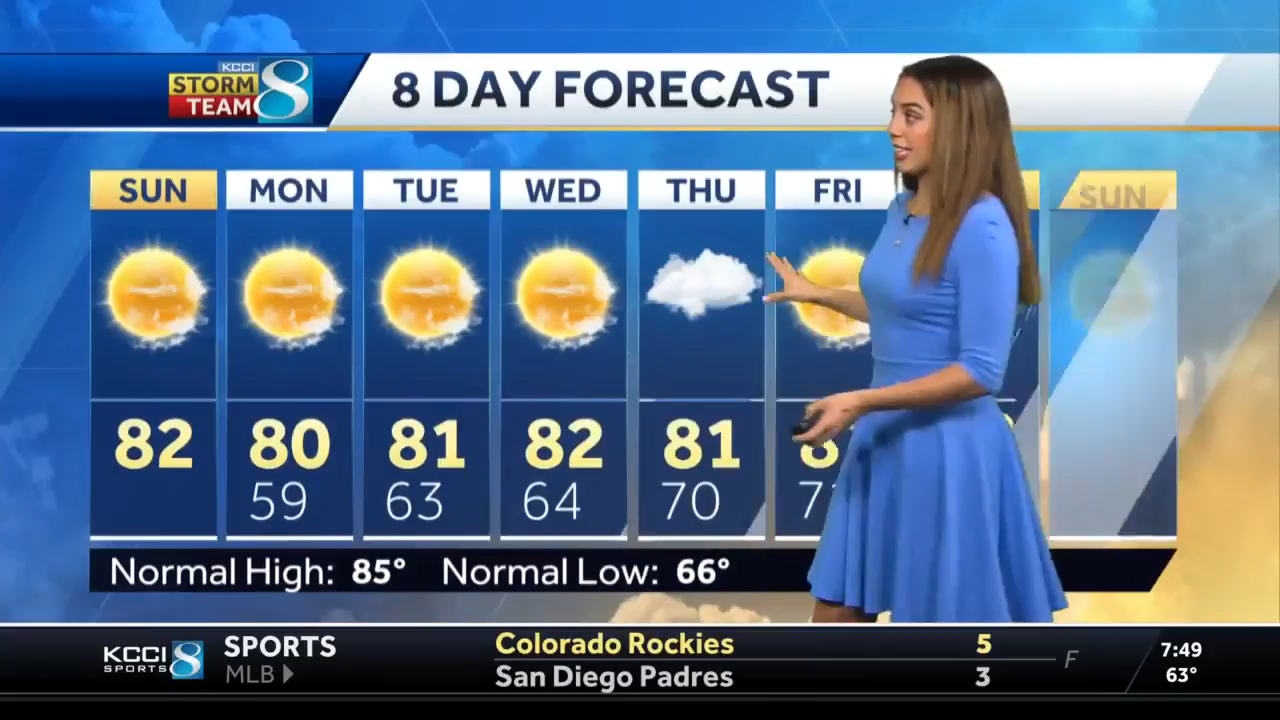 KCCI
STORM
TEAM 8
8 DAY FORECAST
SUN MON TUE WED THU FRI SUN
82 80 81 82 81
59 63 64 70
Normal High: 85° Normal Low: 66°
KCCI 8
SPORTS
SPORTS
MLB
Colorado Rockies 5
San Diego Padres 3
F
7:49
63°